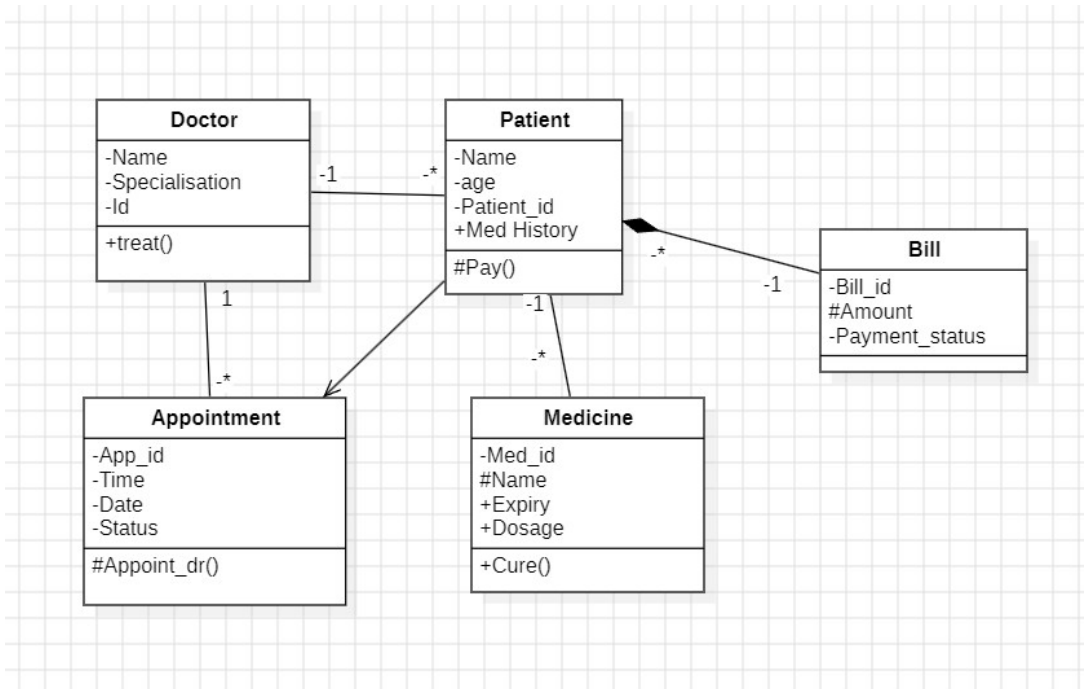 Doctor
-Name
-Specialisation
-Id
+treat()
-1
-*
Patient
-Name
-age
-Patient_id
+Med History
#Pay()
-*
-1
Bill
-Bill_id
#Amount
-Payment_status
1
-*
-1
-*
Appointment
-App_id
-Time
-Date
-Status
#Appoint_dr()
Medicine
-Med_id
#Name
+Expiry
+Dosage
+Cure()